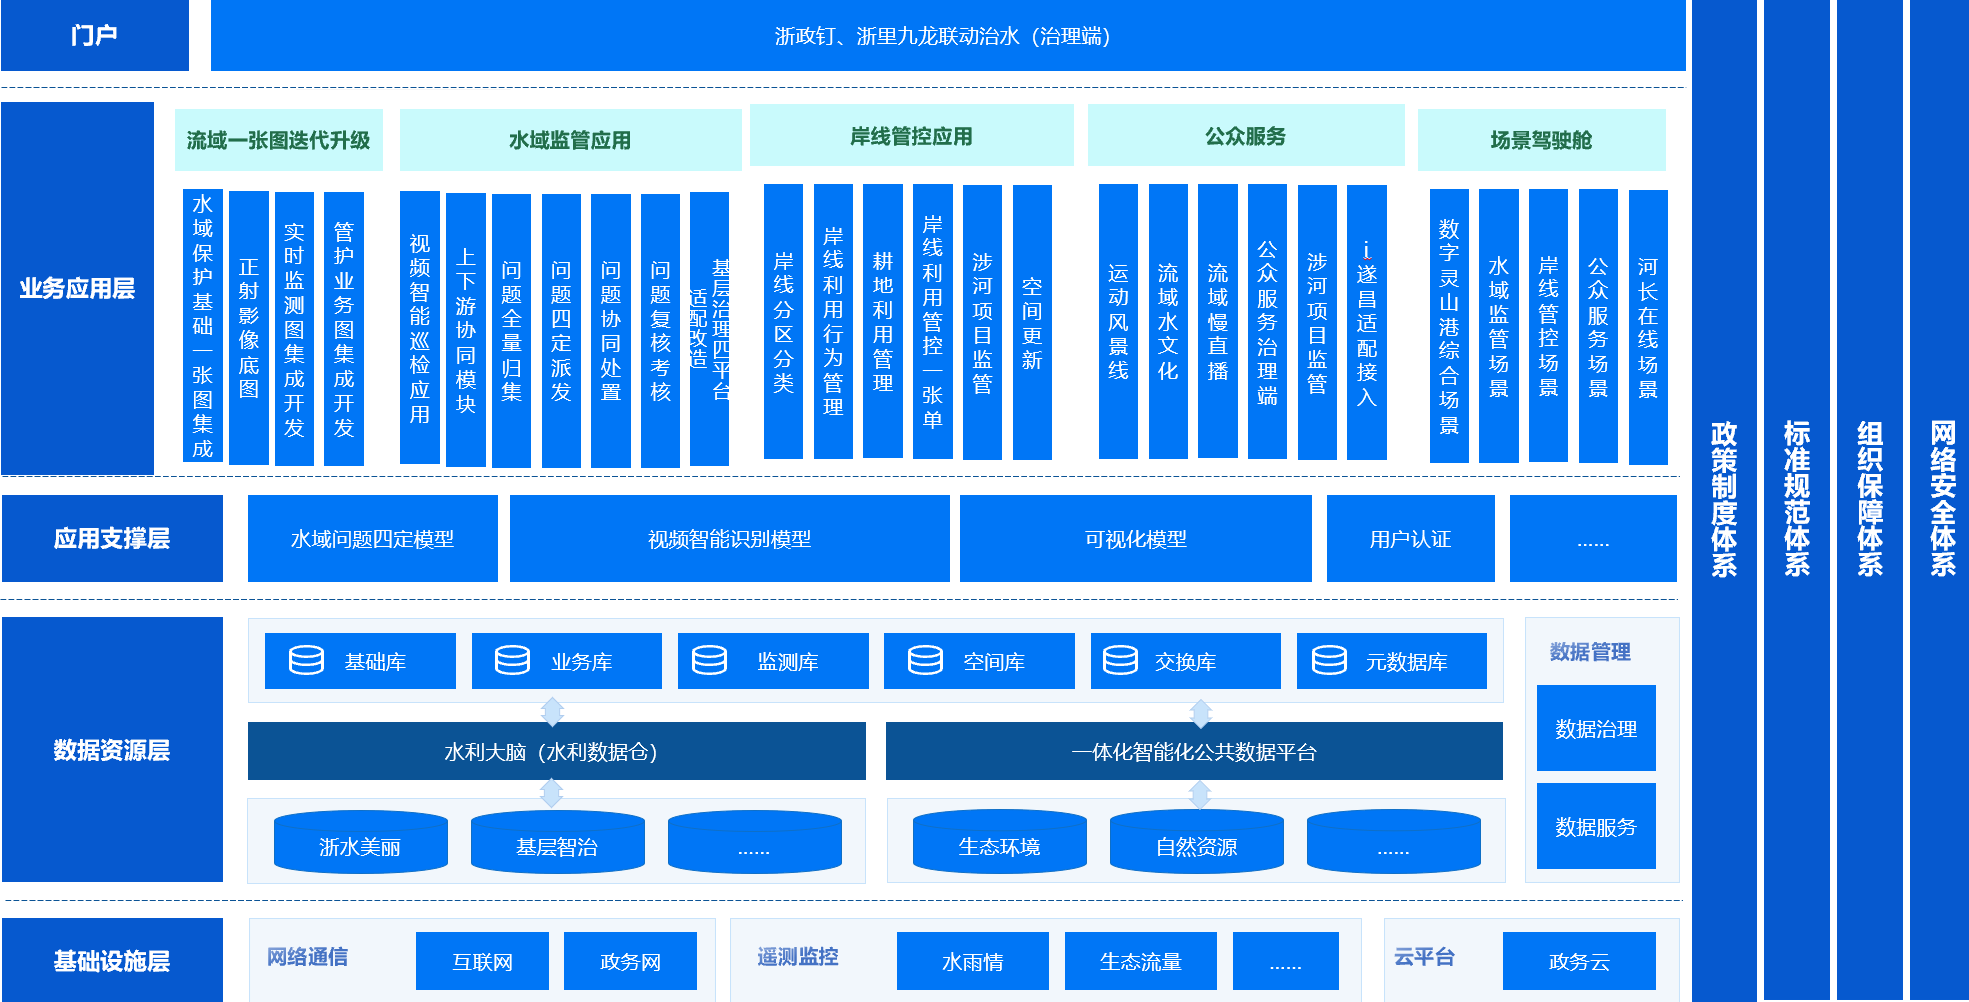 门户
浙政钉、浙里九龙联动治水（治理端）
业务应用层
流域一张图迭代升级
水域保护基础一张图集成
正射影像底图
实时监测图集成开发
管护业务图集成开发
水域监管应用
视频智能巡检应用
上下游协同模块
问题全量归集
问题四定派发
问题协同处置
问题复核考核
基层治理四平台
适配改造
岸线管控应用
岸线分区分类
岸线利用行为管理
耕地利用管理
岸线利用管控一张单
涉河项目监管
空间更新
公众服务
运动风景线
流域水文化
流域慢直播
公众服务治理端
涉河项目监管
i遂昌适配接入
场景驾驶舱
数字灵山港综合场景
水域监管场景
岸线管控场景
公众服务场景
河长在线场景
应用支撑层
水域问题四定模型
视频智能识别模型
可视化模型
用户认证
......
数据资源层
基础库
业务库
监测库
空间库
交换库
元数据库
水利大脑（水利数据仓）
一体化智能化公共数据平台
浙水美丽
基层智治
......
生态环境
自然资源
......
数据管理
数据治理
数据服务
基础设施层
网络通信
互联网
政务网
遥测监控
水雨情
生态流量
......
云平台
政务云
政策制度体系
标准规范体系
组织保障体系
网络安全体系